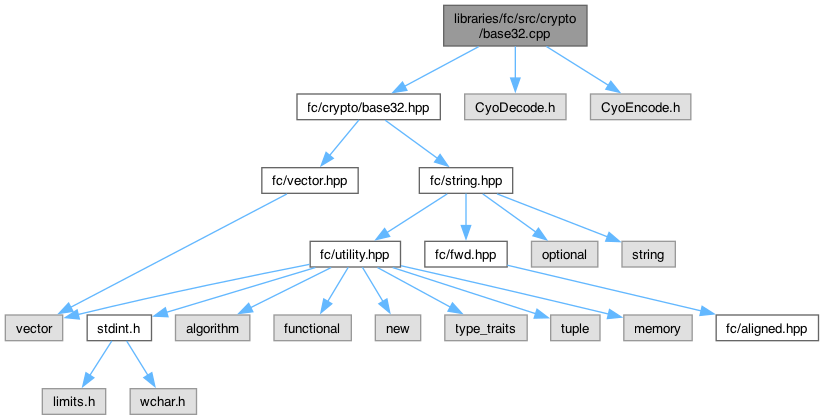 libraries/fc/src/crypto
/base32.cpp
fc/crypto/base32.hpp
CyoDecode.h
CyoEncode.h
fc/vector.hpp
fc/string.hpp
fc/utility.hpp
fc/fwd.hpp
optional
string
vector
stdint.h
algorithm
functional
new
type_traits
tuple
memory
fc/aligned.hpp
limits.h
wchar.h